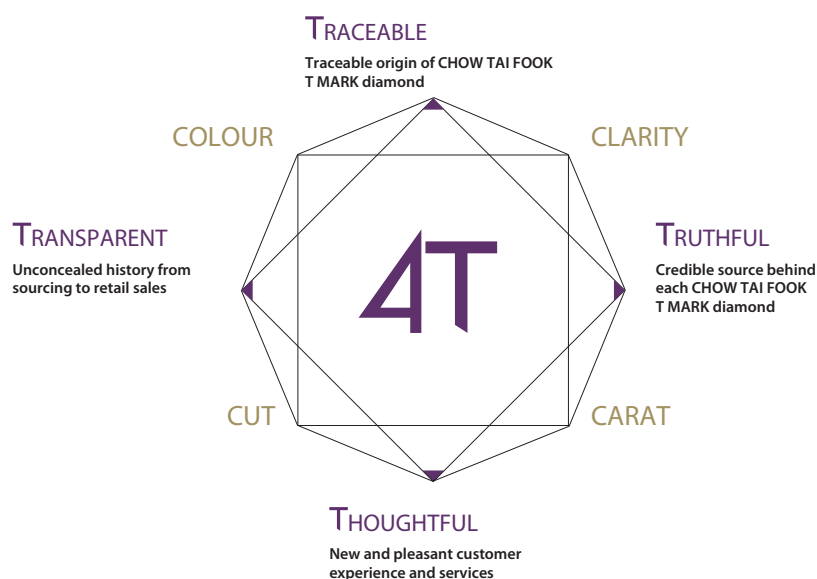 TRACEABLE
Traceable origin of CHOW TAI FOOK
T MARK diamond
COLOUR
CLARITY
TRANSPARENT
Unconcealed history from
sourcing to retail sales
4T
TRUTHFUL
Credible source behind
each CHOW TAI FOOK
T MARK diamond
CUT
CARAT
THOUGHTFUL
New and pleasant customer
experience and services